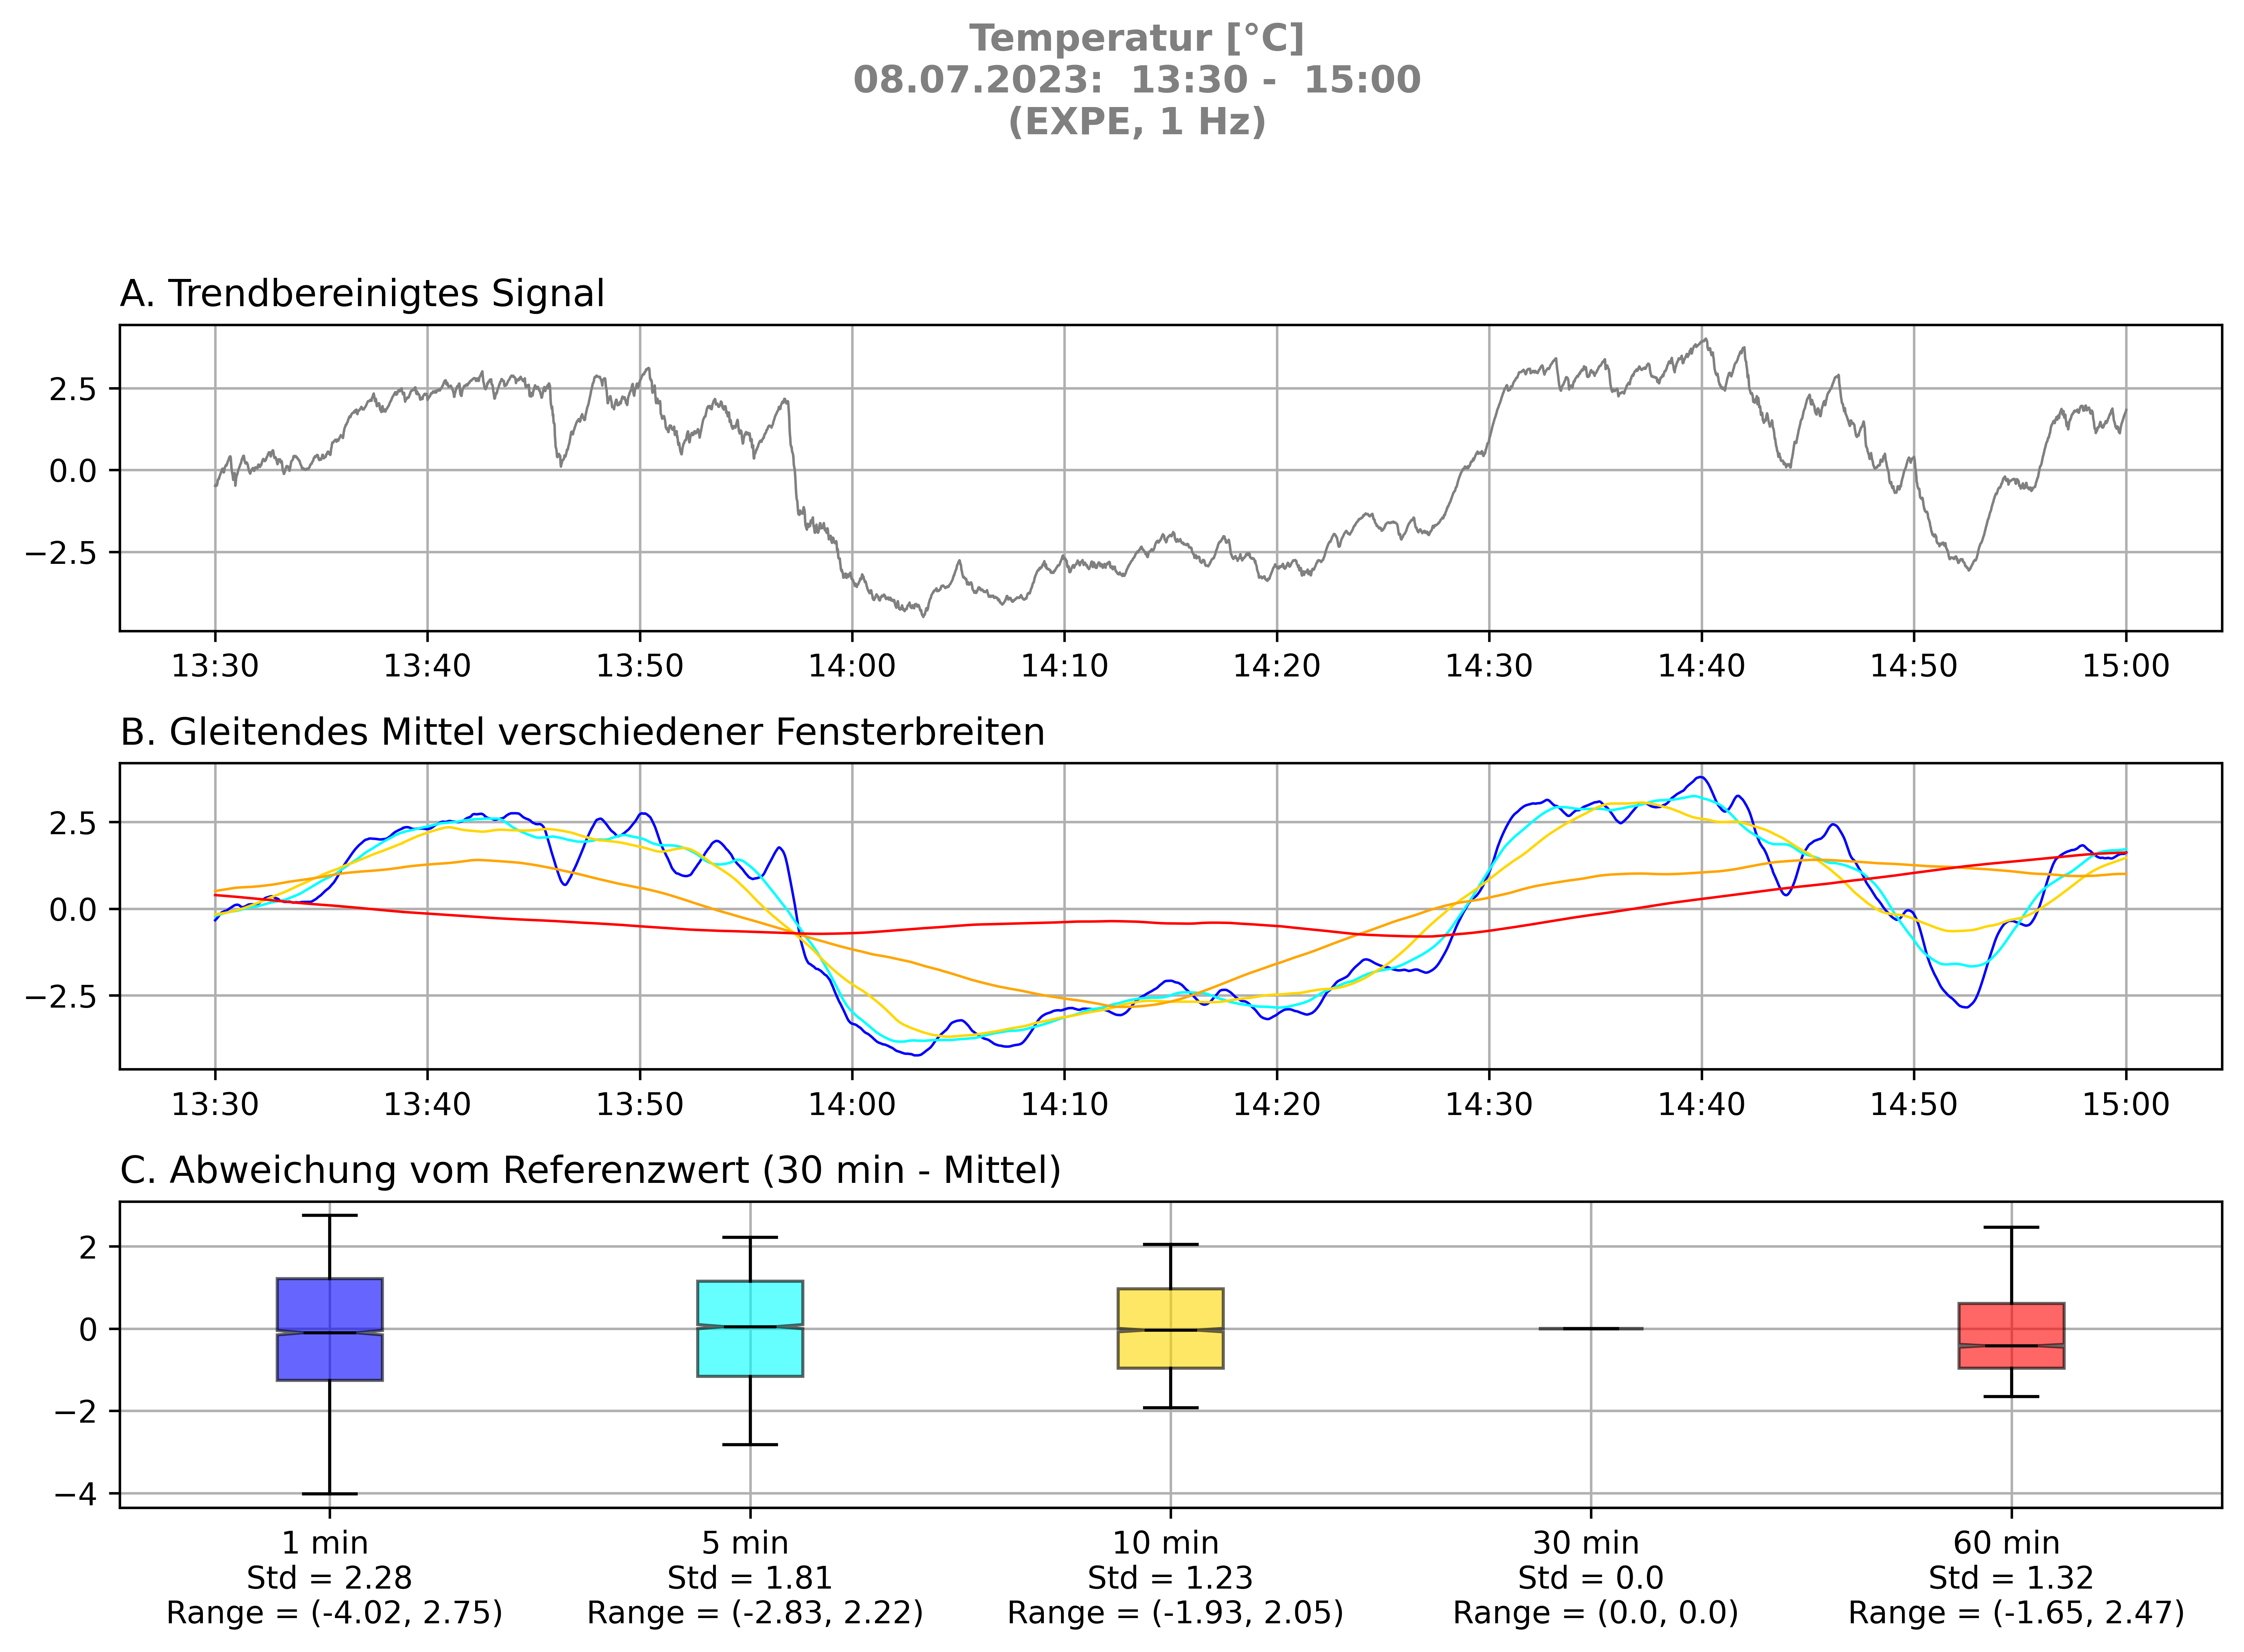 Temperatur [°C]
08.07.2023:  13:30 -  15:00
(EXPE, 1 Hz)
A. Trendbereinigtes Signal
2.5
0.0
−2.5
13:30 13:40 13:50 14:00 14:10 14:20 14:30 14:40 14:50 15:00
B. Gleitendes Mittel verschiedener Fensterbreiten
2.5
0.0
−2.5
13:30 13:40 13:50 14:00 14:10 14:20 14:30 14:40 14:50 15:00
C. Abweichung vom Referenzwert (30 min - Mittel)
2
0
−2
−4
1 min 5 min 10 min 30 min 60 min
Std = 2.28 Std = 1.81 Std = 1.23 Std = 0.0 Std = 1.32
Range = (-4.02, 2.75) Range = (-2.83, 2.22) Range = (-1.93, 2.05) Range = (0.0, 0.0) Range = (-1.65, 2.47)